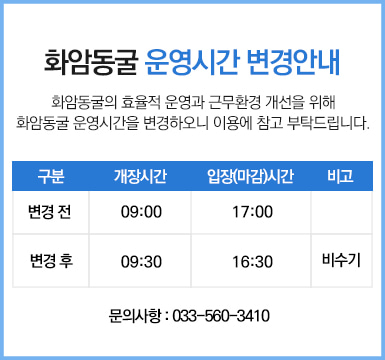 화암동굴 운영시간 변경안내
화암동굴의 효율적 운영과 근무환경 개선을 위해
화암동굴 운영시간을 변경하오니 이용에 참고 부탁드립니다.
구분 개장시간 입장(마감)시간 비고
변경 전 09:00 17:00
변경 후 09:30 16:30 비수기
문의사항 : 033-560-3410